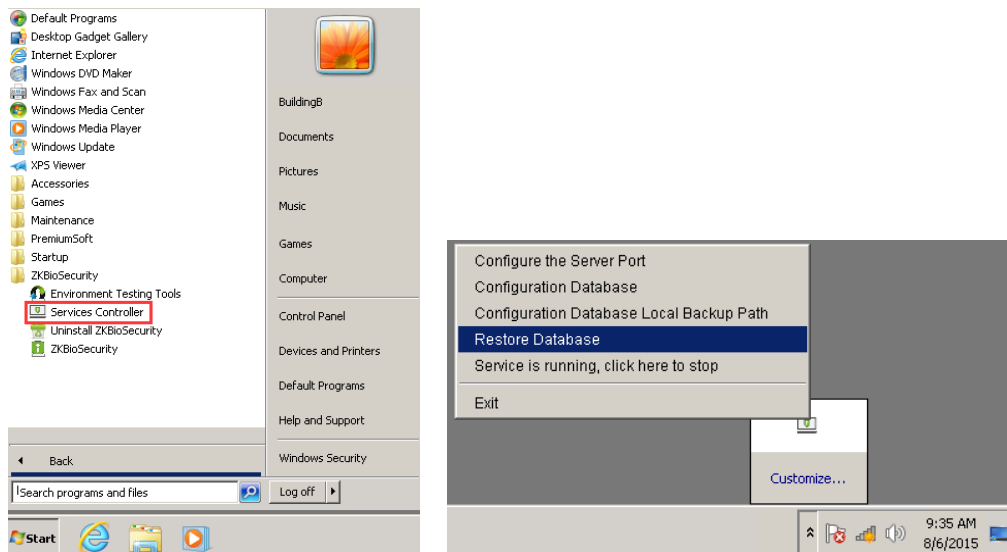 Default Programs
Desktop Gadget Gallery
Internet Explorer
Windows DVD Maker
Windows Fax and Scan
Windows Media Center
Windows Media Player
Windows Update
XPS Viewer
Accessories
Games
Maintenance
PremiumSoft
Startup
ZKBioSecurity
Environment Testing Tools
Services Controller
Uninstall ZKBioSecurity
ZKBioSecurity
Back
Search programs and files
BuildingB
Documents
Pictures
Music
Games
Computer
Control Panel
Devices and Printers
Default Programs
Help and Support
Windows Security
Log off
Start
Configure the Server Port
Configuration Database
Configuration Database Local Backup Path
Restore Database
Service is running, click here to stop
Exit
Customize...
9:35 AM
8/6/2015